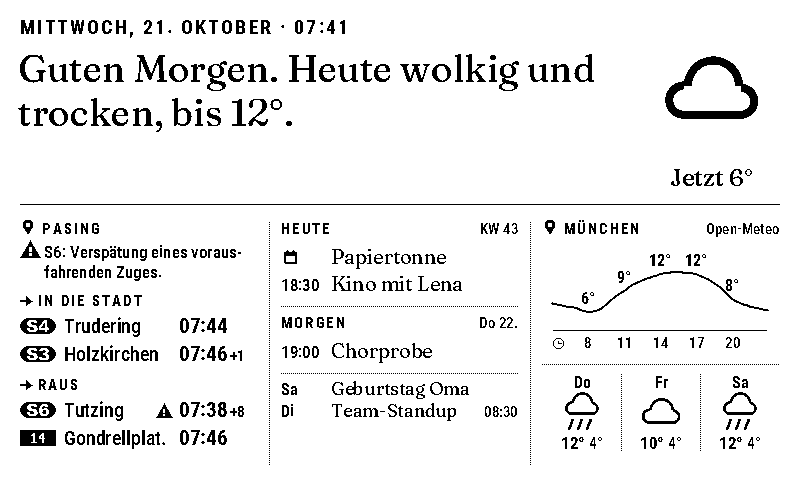 MITTWOCH, 21. OKTOBER · 07:41
Guten Morgen. Heute wolkig und
trocken, bis 12°.
Jetzt 6°
PASING
S6: Verspätung eines voraus-
fahrenden Zuges.
IN DIE STADT
S4 Trudering 07:44
S3 Holzkirchen 07:46+1
RAUS
S6 Tutzing 07:38+8
14 Gondrellplat. 07:46
HEUTE KW 43
Papiertonne
18:30 Kino mit Lena
MORGEN Do 22.
19:00 Chorprobe
Sa Geburtstag Oma
Di Team-Standup 08:30
MÜNCHEN Open-Meteo
6° 9° 12° 12° 8°
8 11 14 17 20
Do Fr Sa
12° 4° 10° 4° 12° 4°